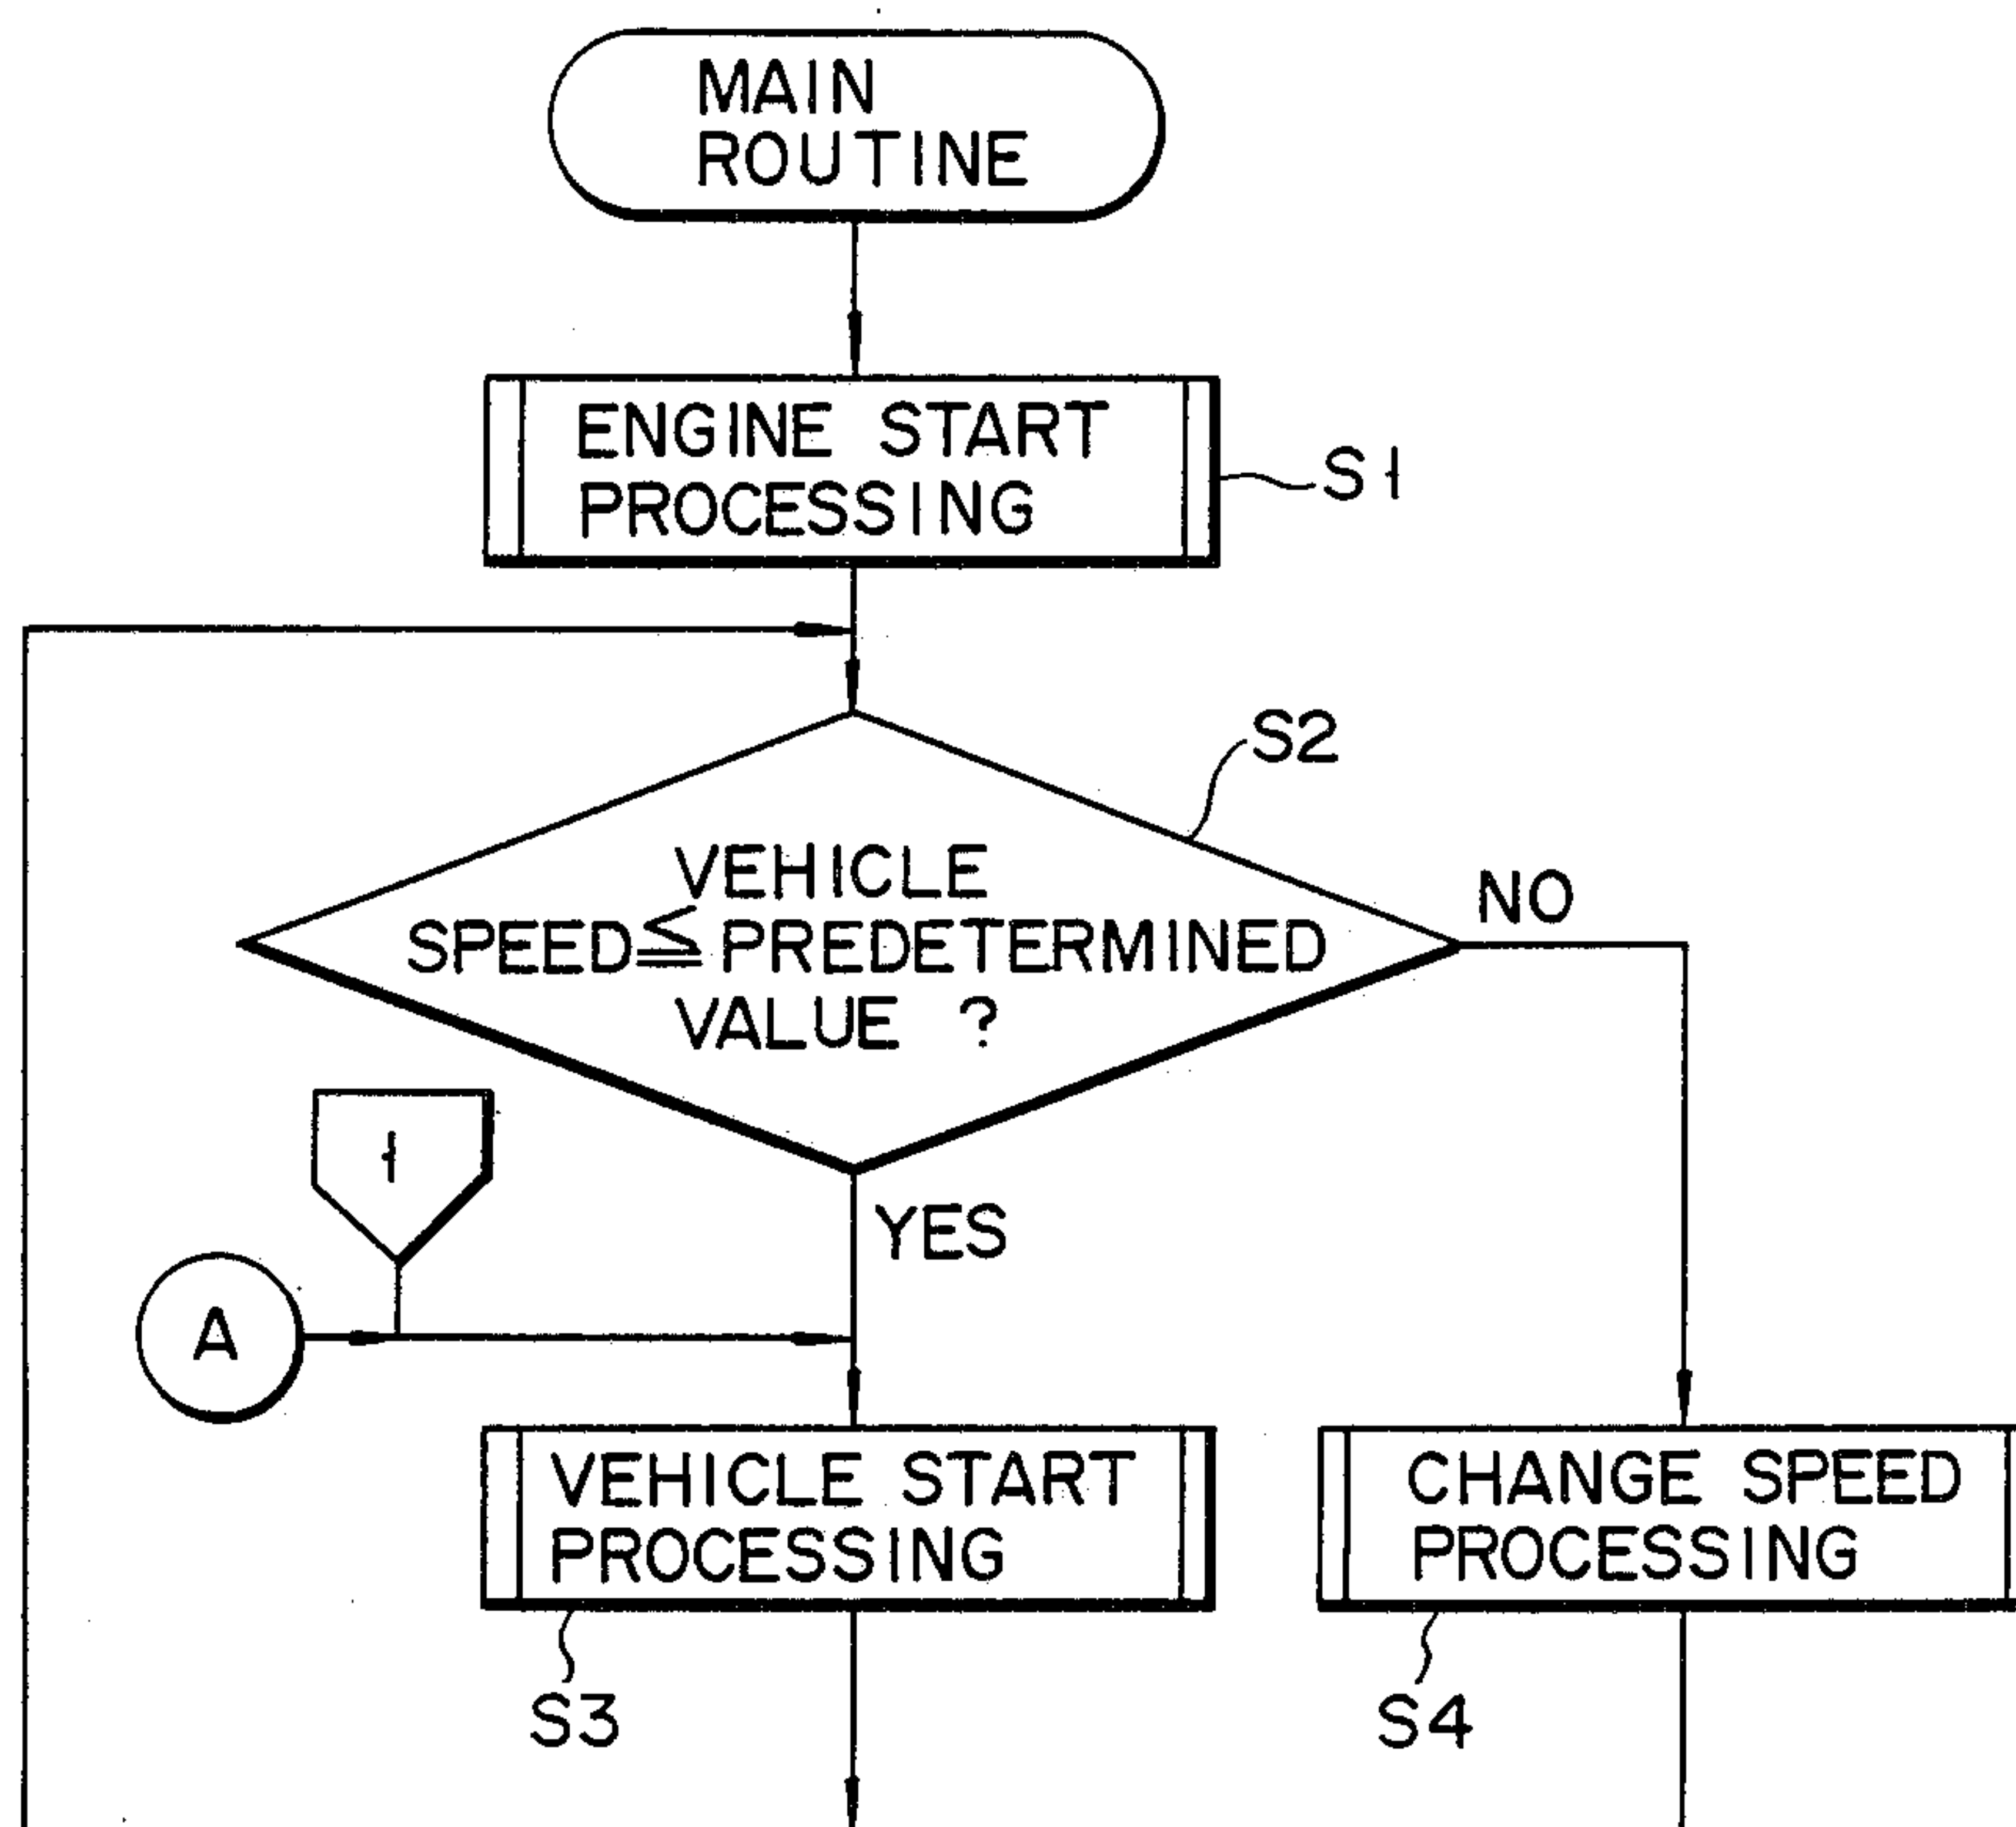 MAIN
ROUTINE
ENGINE START
PROCESSING
S1
S2
VEHICLE
SPEED≦PREDETERMINED
VALUE ?
NO
1
YES
A
VEHICLE START
PROCESSING
CHANGE SPEED
PROCESSING
S3
S4